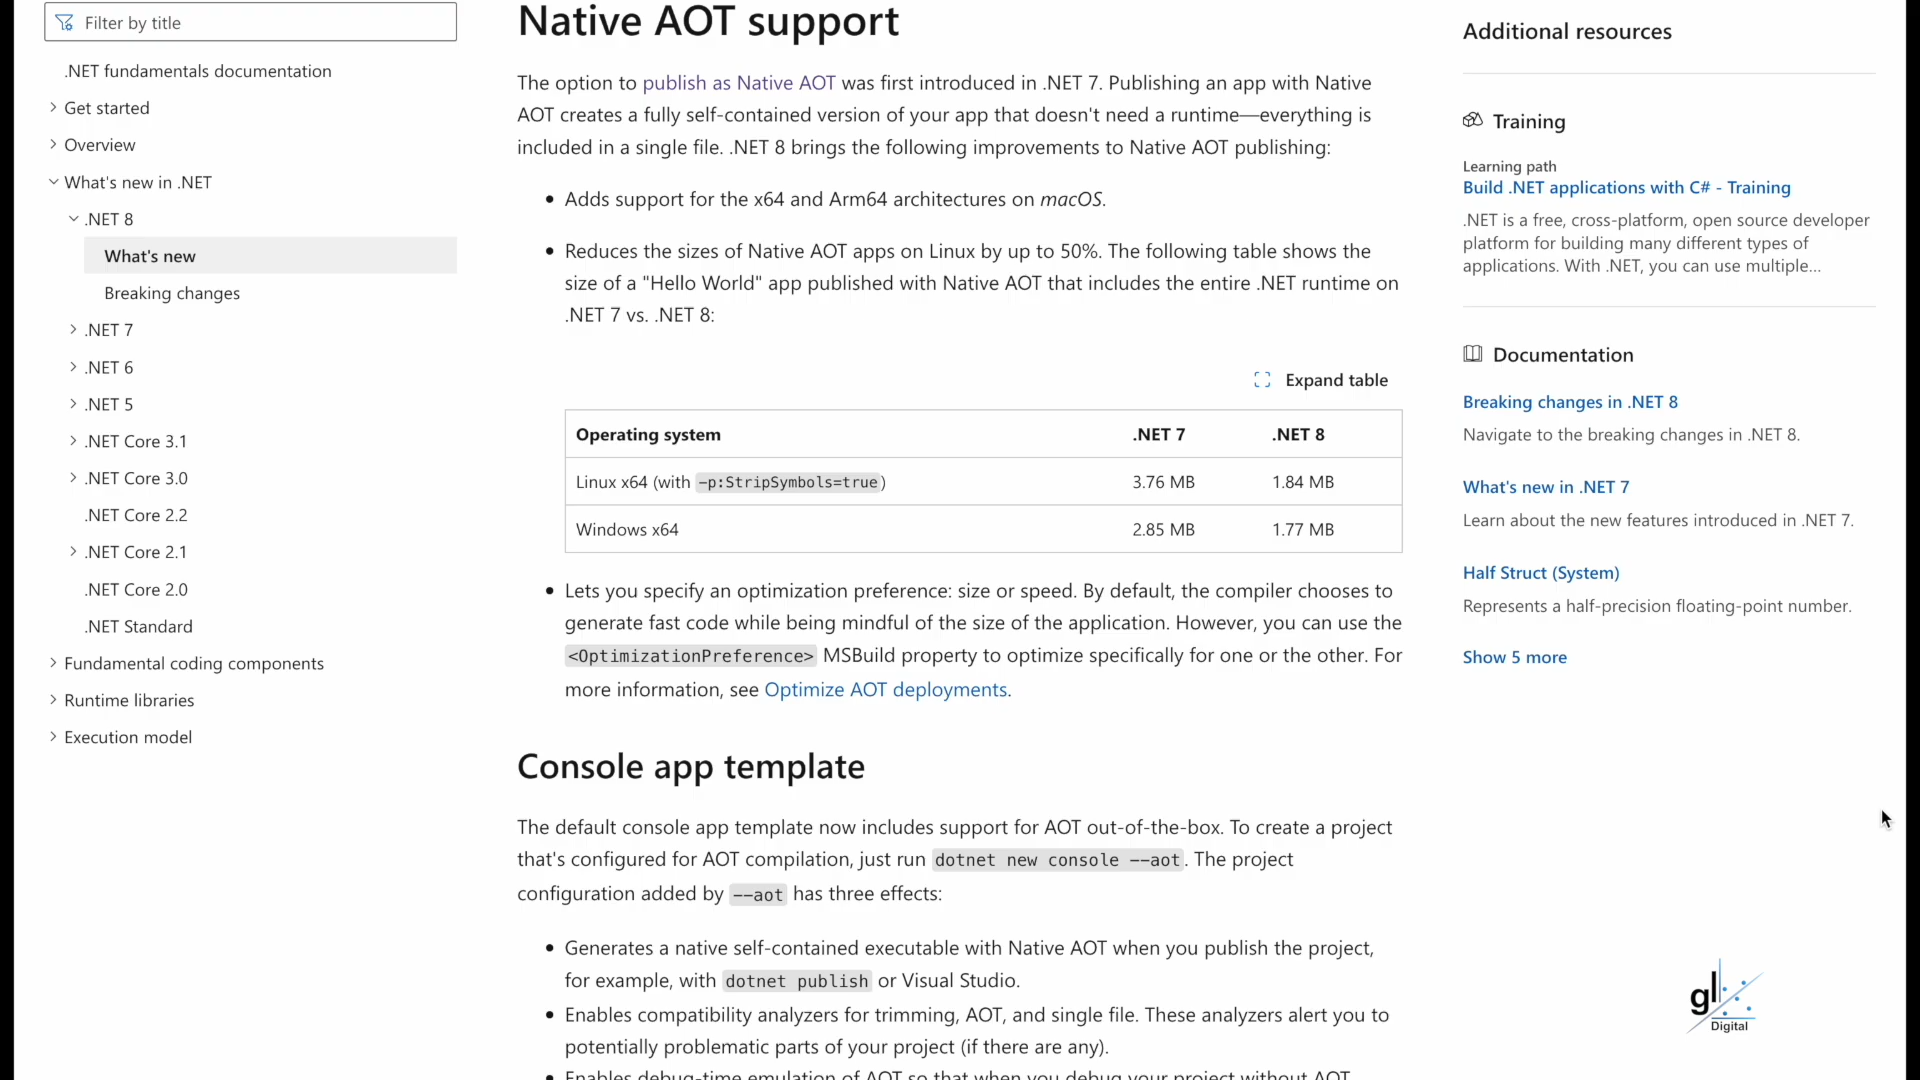 Filter by title
.NET fundamentals documentation
Get started
Overview
What's new in .NET
.NET 8
What's new
Breaking changes
.NET 7
.NET 6
.NET 5
.NET Core 3.1
.NET Core 3.0
.NET Core 2.2
.NET Core 2.1
.NET Core 2.0
.NET Standard
Fundamental coding components
Runtime libraries
Execution model
Native AOT support
The option to publish as Native AOT was first introduced in .NET 7. Publishing an app with Native
AOT creates a fully self-contained version of your app that doesn't need a runtime—everything is
included in a single file. .NET 8 brings the following improvements to Native AOT publishing:
• Adds support for the x64 and Arm64 architectures on macOS.
• Reduces the sizes of Native AOT apps on Linux by up to 50%. The following table shows the
size of a "Hello World" app published with Native AOT that includes the entire .NET runtime on
.NET 7 vs. .NET 8:
Expand table
Operating system .NET 7 .NET 8
Linux x64 (with -p:StripSymbols=true) 3.76 MB 1.84 MB
Windows x64 2.85 MB 1.77 MB
• Lets you specify an optimization preference: size or speed. By default, the compiler chooses to
generate fast code while being mindful of the size of the application. However, you can use the
<OptimizationPreference> MSBuild property to optimize specifically for one or the other. For
more information, see Optimize AOT deployments.
Console app template
The default console app template now includes support for AOT out-of-the-box. To create a project
that's configured for AOT compilation, just run dotnet new console --aot. The project
configuration added by --aot has three effects:
• Generates a native self-contained executable with Native AOT when you publish the project,
for example, with dotnet publish or Visual Studio.
• Enables compatibility analyzers for trimming, AOT, and single file. These analyzers alert you to
potentially problematic parts of your project (if there are any).
• Enables debug-time emulation of AOT so that when you debug your project without AOT
Additional resources
Training
Learning path
Build .NET applications with C# - Training
.NET is a free, cross-platform, open source developer
platform for building many different types of
applications. With .NET, you can use multiple...
Documentation
Breaking changes in .NET 8
Navigate to the breaking changes in .NET 8.
What's new in .NET 7
Learn about the new features introduced in .NET 7.
Half Struct (System)
Represents a half-precision floating-point number.
Show 5 more
gl
Digital